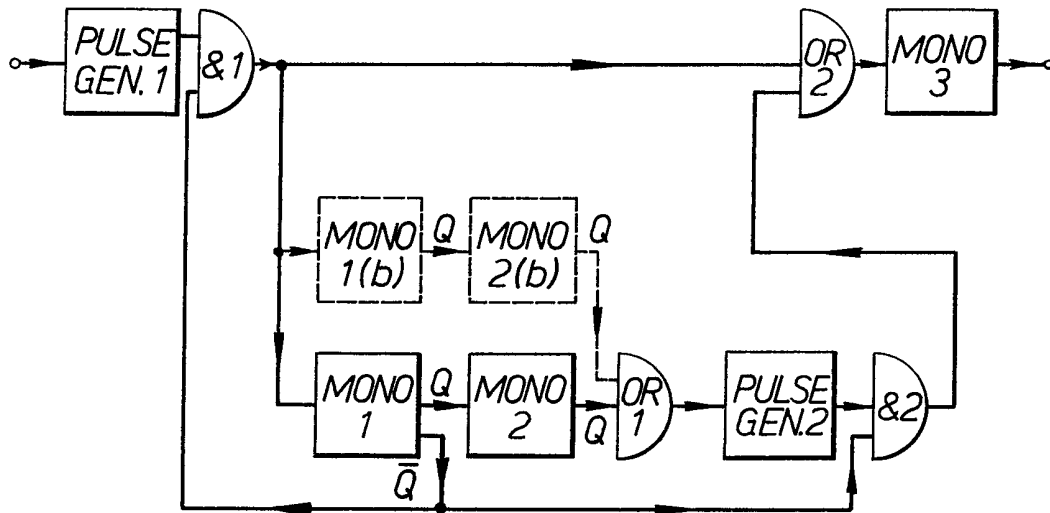 PULSE
GEN. 1
&1
OR
2
MONO
3
MONO
1(b)
Q
MONO
2(b)
Q
MONO
1
Q
MONO
2
Q
OR
1
PULSE
GEN.2
&2
Q̅